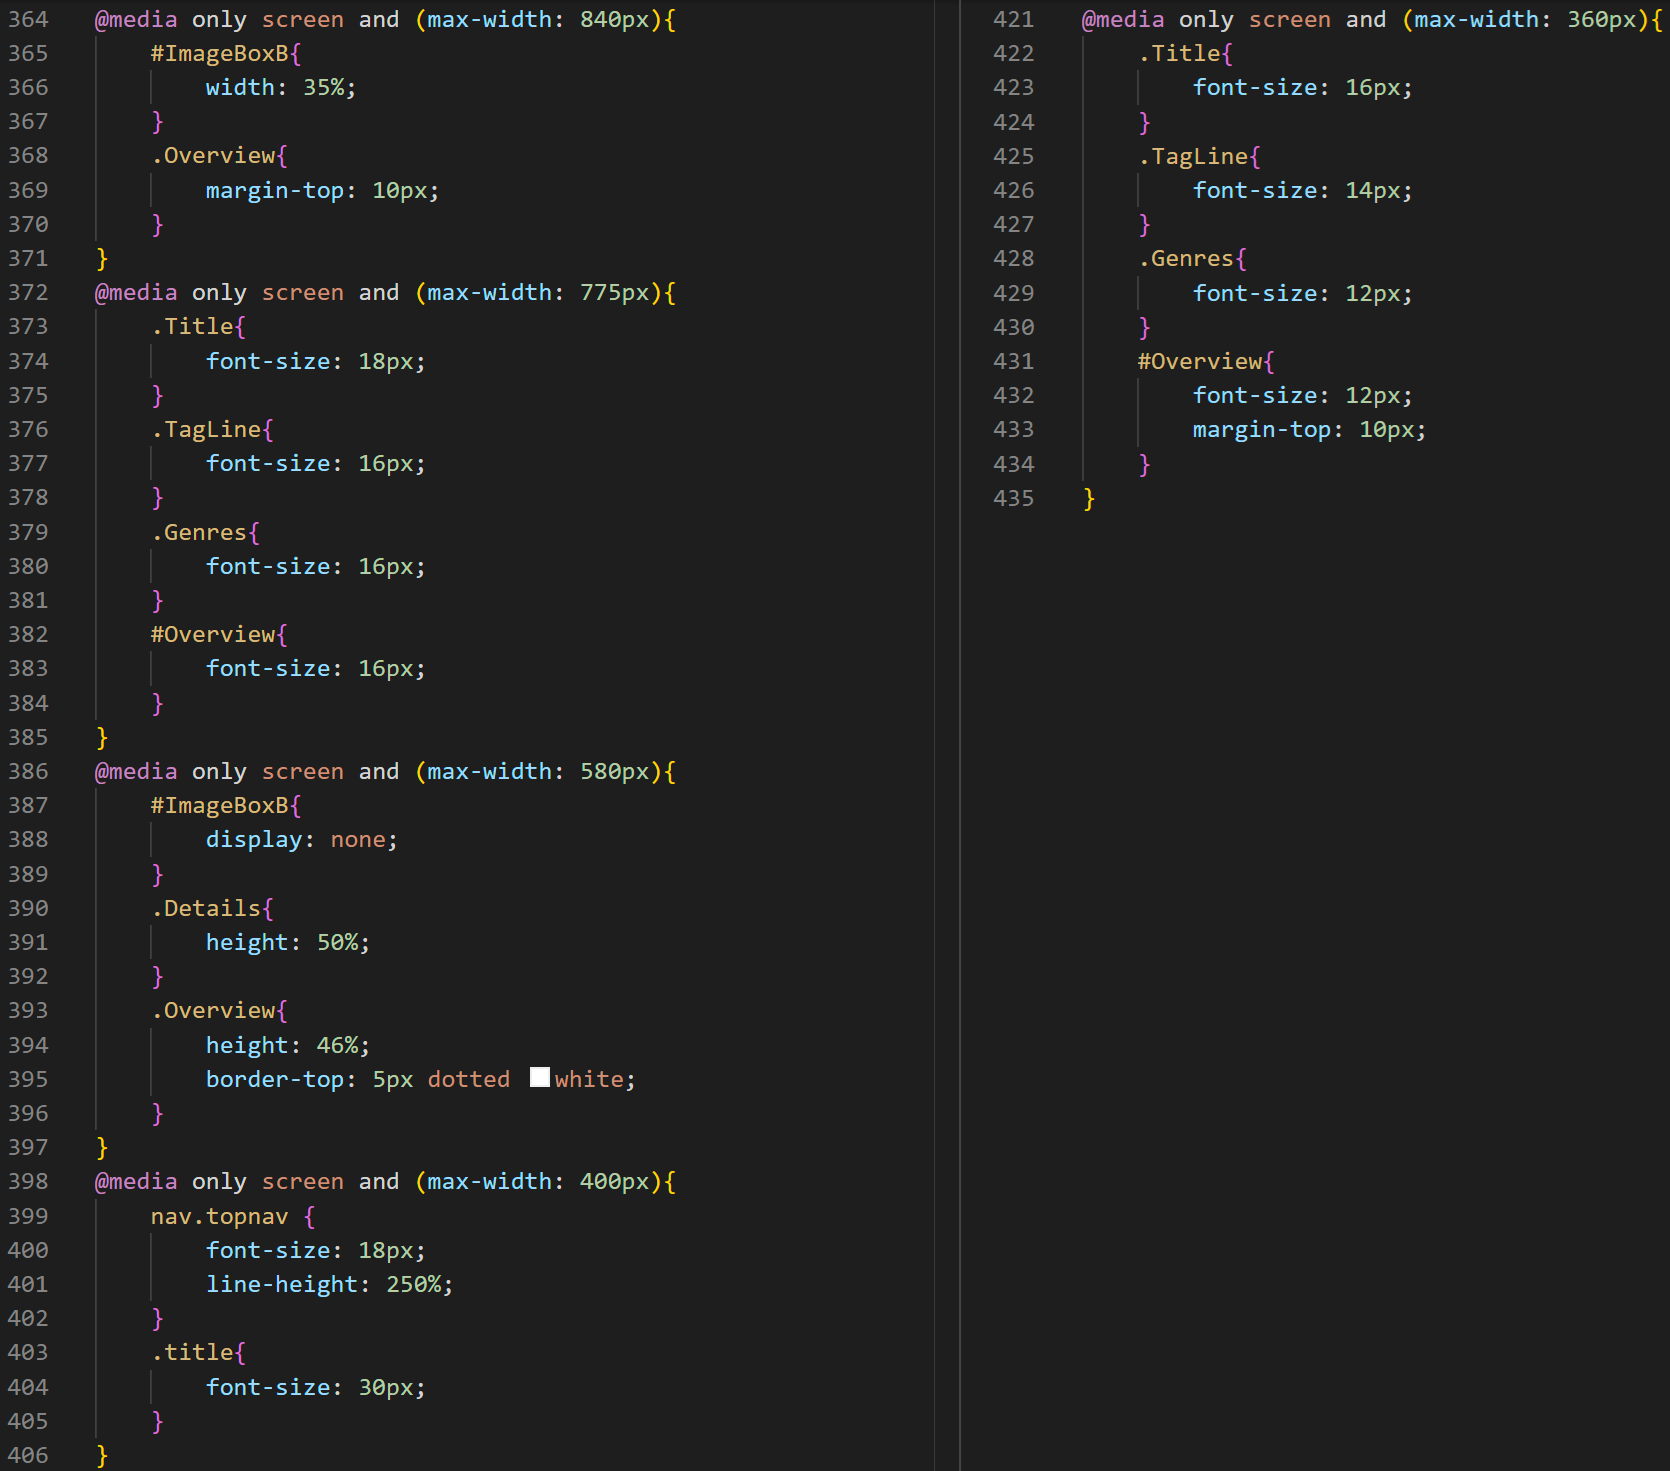 364 @media only screen and (max-width: 840px){
365     #ImageBoxB{
366         width: 35%;
367     }
368     .Overview{
369         margin-top: 10px;
370     }
371 }
372 @media only screen and (max-width: 775px){
373     .Title{
374         font-size: 18px;
375     }
376     .TagLine{
377         font-size: 16px;
378     }
379     .Genres{
380         font-size: 16px;
381     }
382     #Overview{
383         font-size: 16px;
384     }
385 }
386 @media only screen and (max-width: 580px){
387     #ImageBoxB{
388         display: none;
389     }
390     .Details{
391         height: 50%;
392     }
393     .Overview{
394         height: 46%;
395         border-top: 5px dotted white;
396     }
397 }
398 @media only screen and (max-width: 400px){
399     nav.topnav {
400         font-size: 18px;
401         line-height: 250%;
402     }
403     .title{
404         font-size: 30px;
405     }
406 }
421 @media only screen and (max-width: 360px){
422     .Title{
423         font-size: 16px;
424     }
425     .TagLine{
426         font-size: 14px;
427     }
428     .Genres{
429         font-size: 12px;
430     }
431     #Overview{
432         font-size: 12px;
433         margin-top: 10px;
434     }
435 }